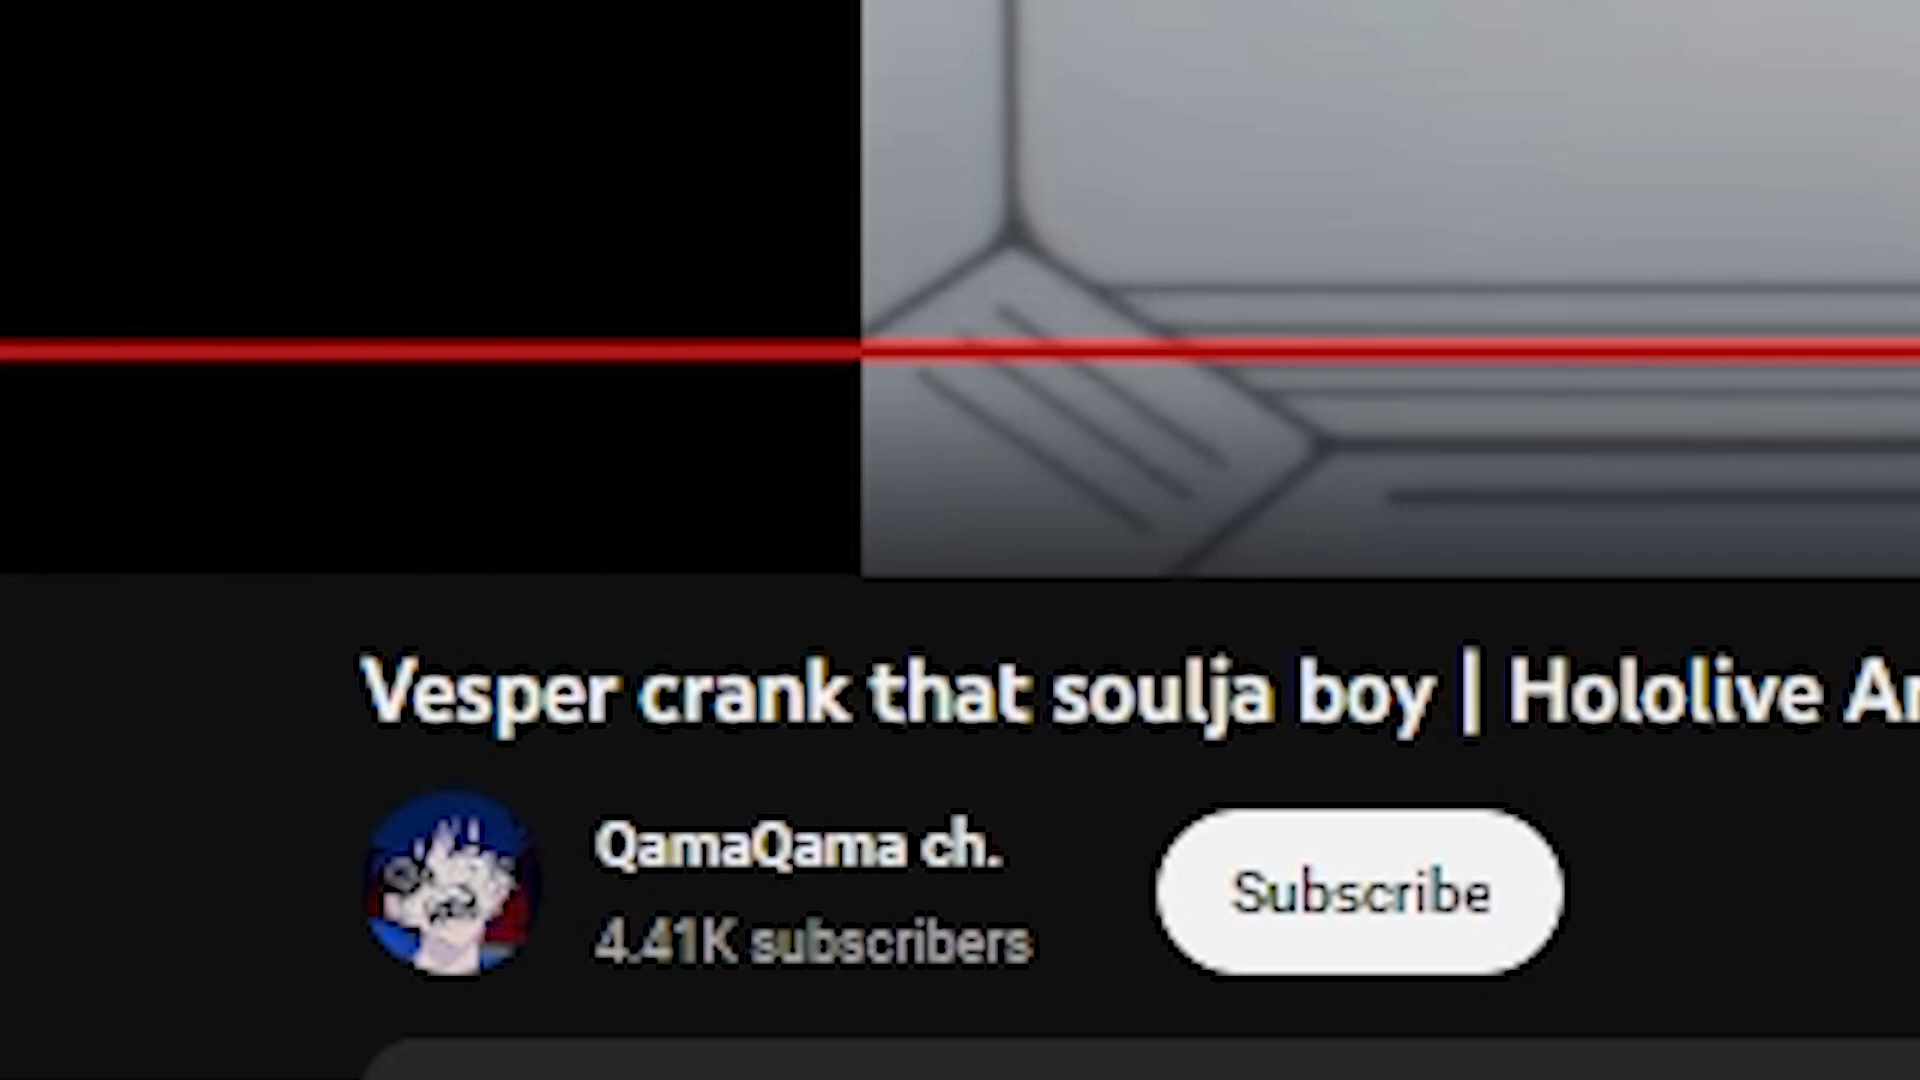 Vesper crank that soulja boy | Hololive
QamaQama ch.
4.41K subscribers
Subscribe